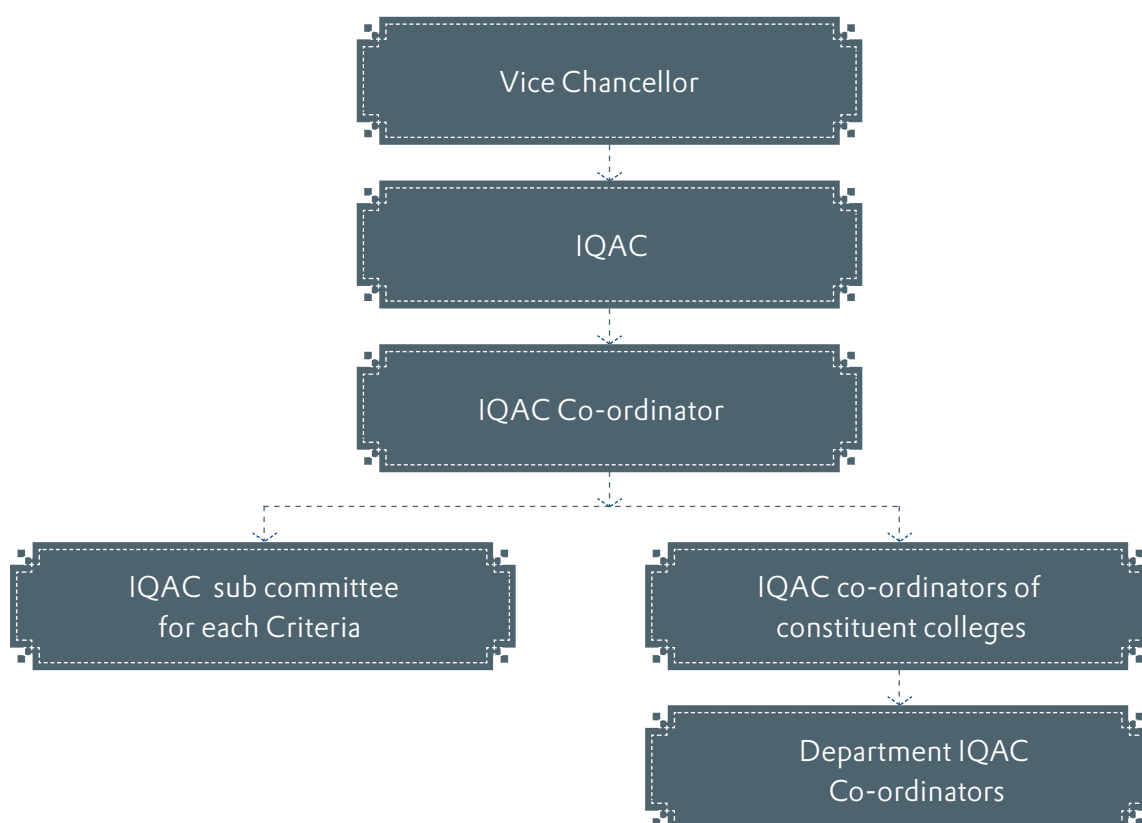 Vice Chancellor
IQAC
IQAC Co-ordinator
IQAC sub committee
for each Criteria
IQAC co-ordinators of
constituent colleges
Department IQAC
Co-ordinators